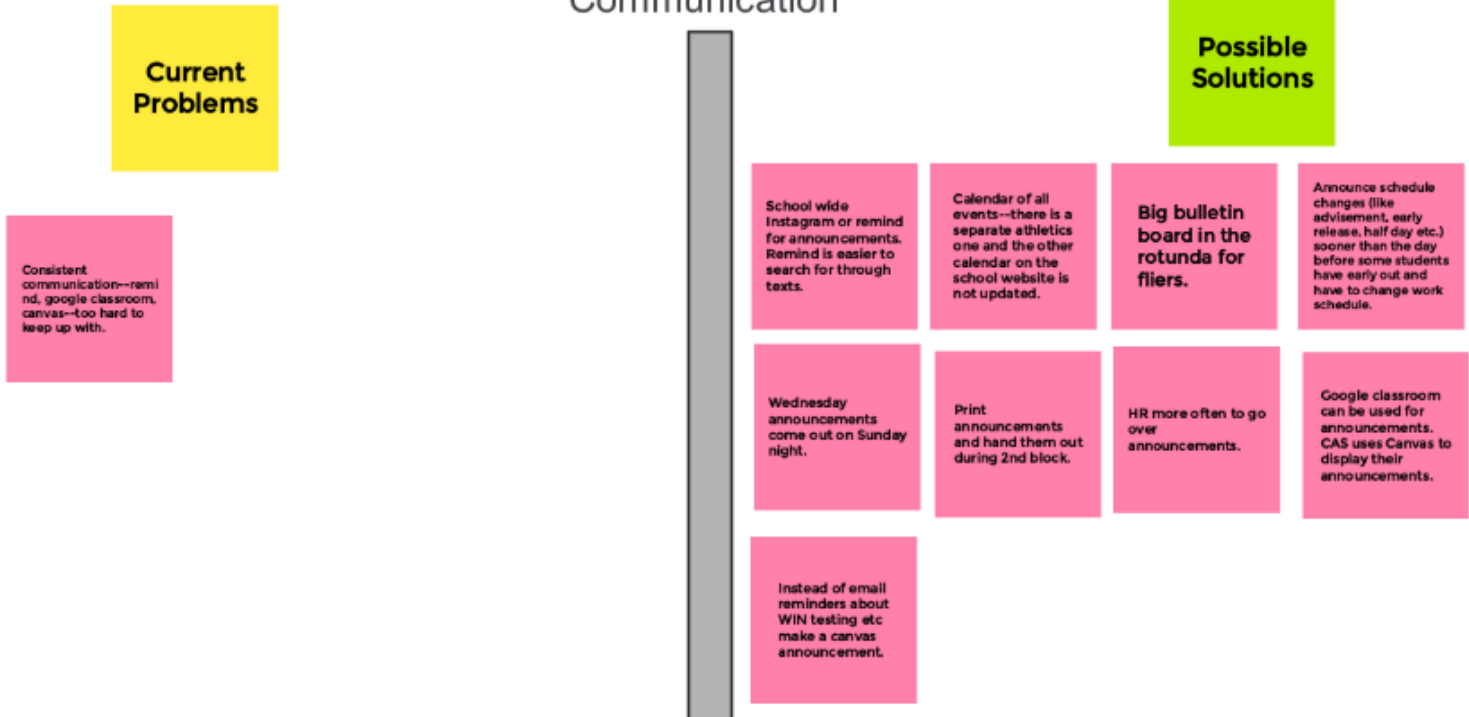 Communication
Current
Problems
Possible
Solutions
Consistent
communication--remi
nd, google classroom,
canvas--too hard to
keep up with.
School wide
Instagram or remind
for announcements.
Remind is easier to
search for through
texts.
Calendar of all
events--there is a
separate athletics
one and the other
calendar on the
school website is
not updated.
Big bulletin
board in the
rotunda for
fliers.
Announce schedule
changes (like
advisement, early
release, half day etc.)
sooner than the day
before some students
have early out and
have to change work
schedule.
Wednesday
announcements
come out on Sunday
night.
Print
announcements
and hand them out
during 2nd block.
HR more often to go
over
announcements.
Google classroom
can be used for
announcements.
CAS uses Canvas to
display their
announcements.
Instead of email
reminders about
WIN testing etc
make a canvas
announcement.